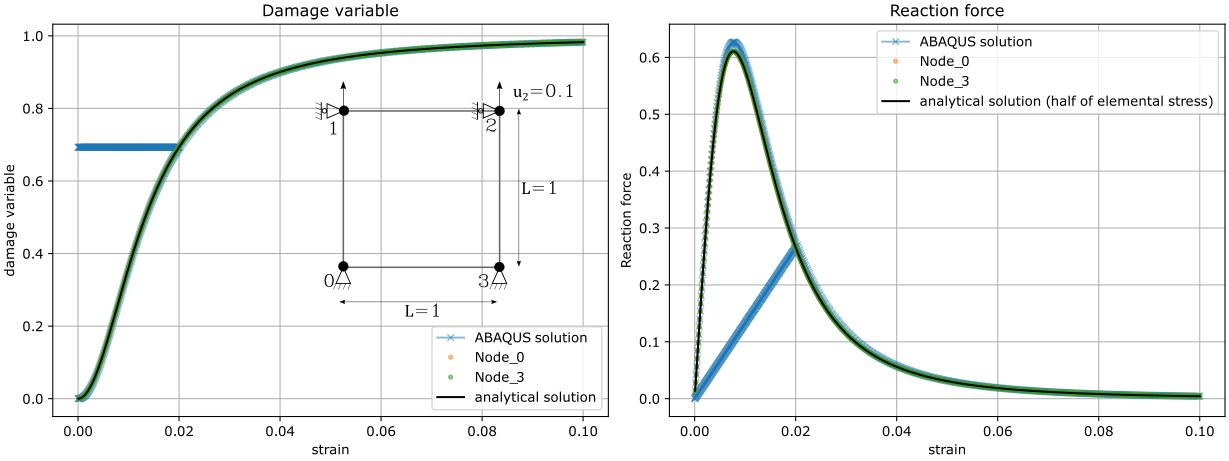 Damage variable
1.0
0.8
0.6
0.4
0.2
0.0
damage variable
0.00
0.02
0.04
0.06
0.08
0.10
strain
u2=0.1
1
2
L=1
0
3
L=1
ABAQUS solution
Node_0
Node_3
analytical solution
Reaction force
0.6
0.5
0.4
0.3
0.2
0.1
0.0
Reaction force
0.00
0.02
0.04
0.06
0.08
0.10
strain
ABAQUS solution
Node_0
Node_3
analytical solution (half of elemental stress)